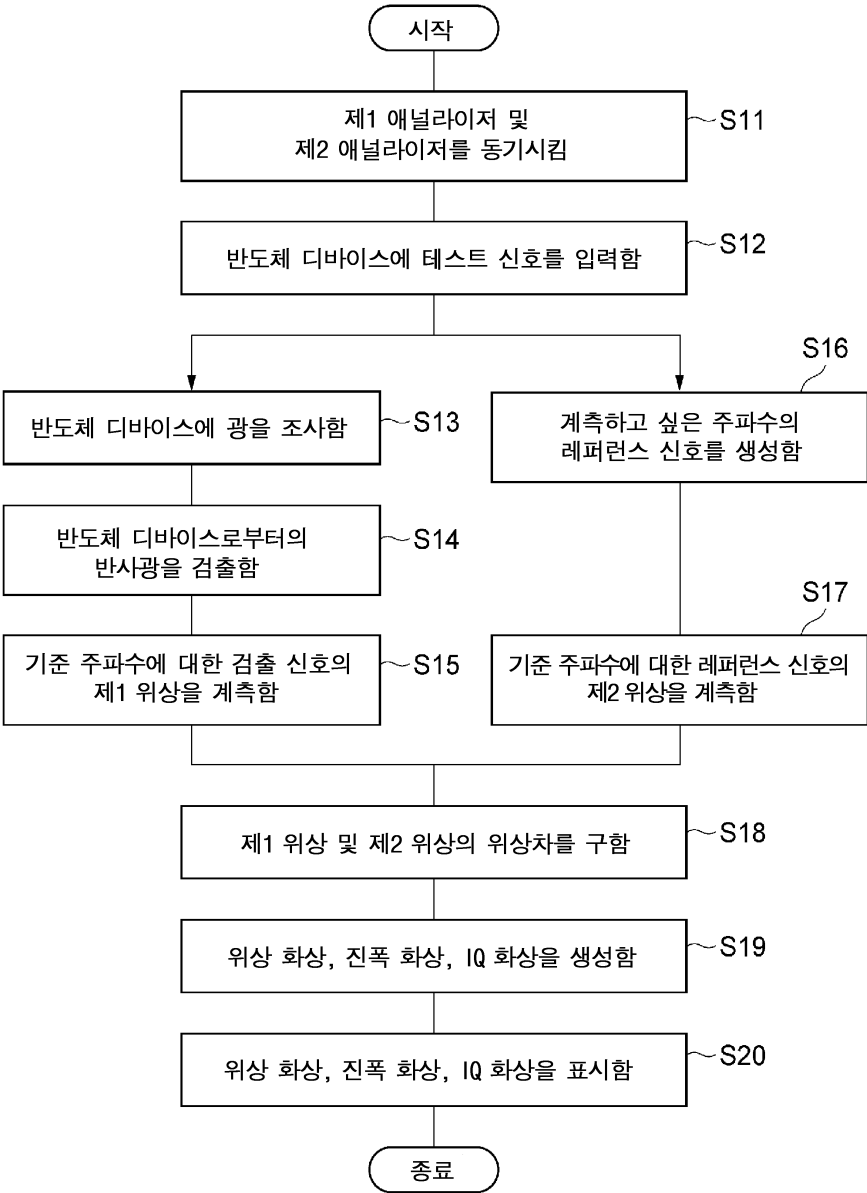 시작
제1 애널라이저 및
제2 애널라이저를 동기시킴
S11
반도체 디바이스에 테스트 신호를 입력함
S12
반도체 디바이스에 광을 조사함
S13
반도체 디바이스로부터의
반사광을 검출함
S14
기준 주파수에 대한 검출 신호의
제1 위상을 계측함
S15
S16
계측하고 싶은 주파수의
레퍼런스 신호를 생성함
S17
기준 주파수에 대한 레퍼런스 신호의
제2 위상을 계측함
제1 위상 및 제2 위상의 위상차를 구함
S18
위상 화상, 진폭 화상, IQ 화상을 생성함
S19
위상 화상, 진폭 화상, IQ 화상을 표시함
S20
종료